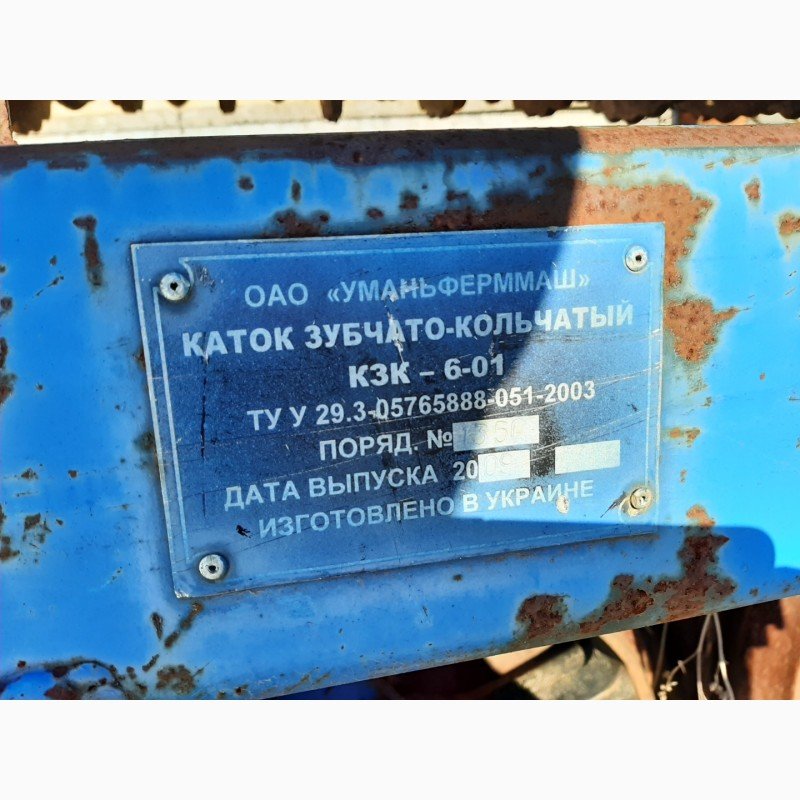 ОАО «УМАНЬФЕРММАШ»
КАТОК ЗУБЧАТО-КОЛЬЧАТЫЙ
КЗК – 6-01
ТУ У 29.3-05765888-051-2003
ПОРЯД. №
ДАТА ВЫПУСКА 2009
ИЗГОТОВЛЕНО В УКРАИНЕ